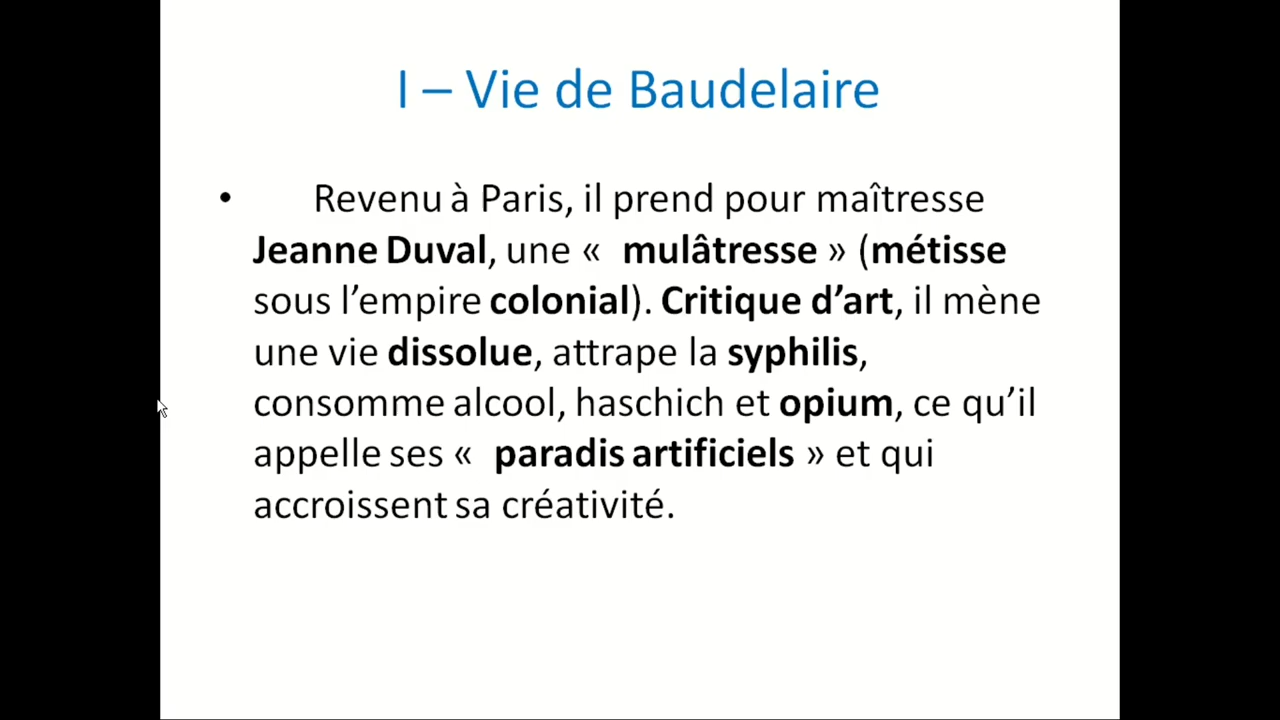 I – Vie de Baudelaire
• Revenu à Paris, il prend pour maîtresse
Jeanne Duval, une « mulâtresse » (métisse
sous l’empire colonial). Critique d’art, il mène
une vie dissolue, attrape la syphilis,
consomme alcool, haschich et opium, ce qu’il
appelle ses « paradis artificiels » et qui
accroissent sa créativité.